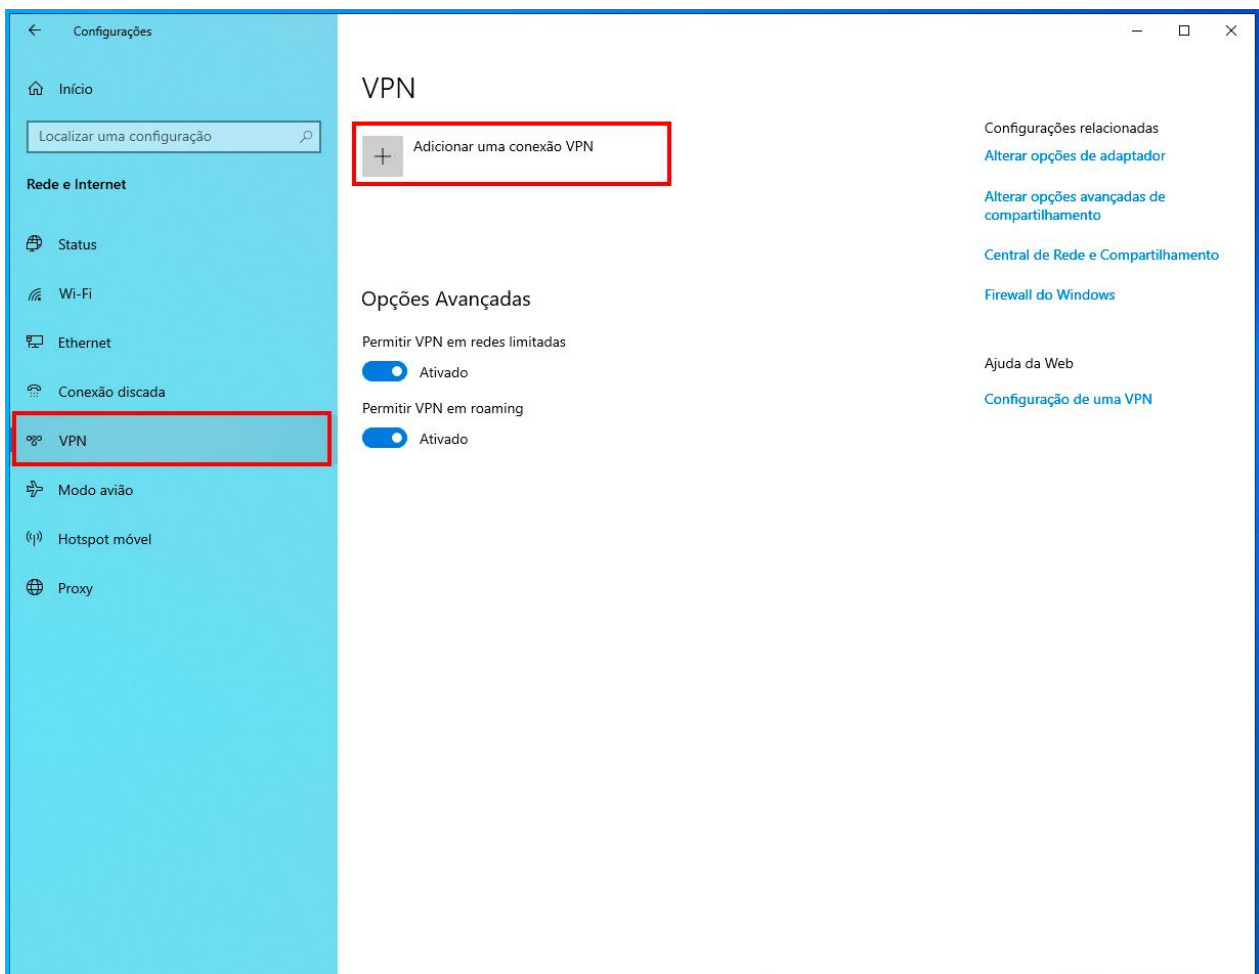 Configurações
Início
Localizar uma configuração
Rede e Internet
Status
Wi-Fi
Ethernet
Conexão discada
VPN
Modo avião
Hotspot móvel
Proxy
VPN
Adicionar uma conexão VPN
Opções Avançadas
Permitir VPN em redes limitadas
Ativado
Permitir VPN em roaming
Ativado
Configurações relacionadas
Alterar opções de adaptador
Alterar opções avançadas de
compartilhamento
Central de Rede e Compartilhamento
Firewall do Windows
Ajuda da Web
Configuração de uma VPN